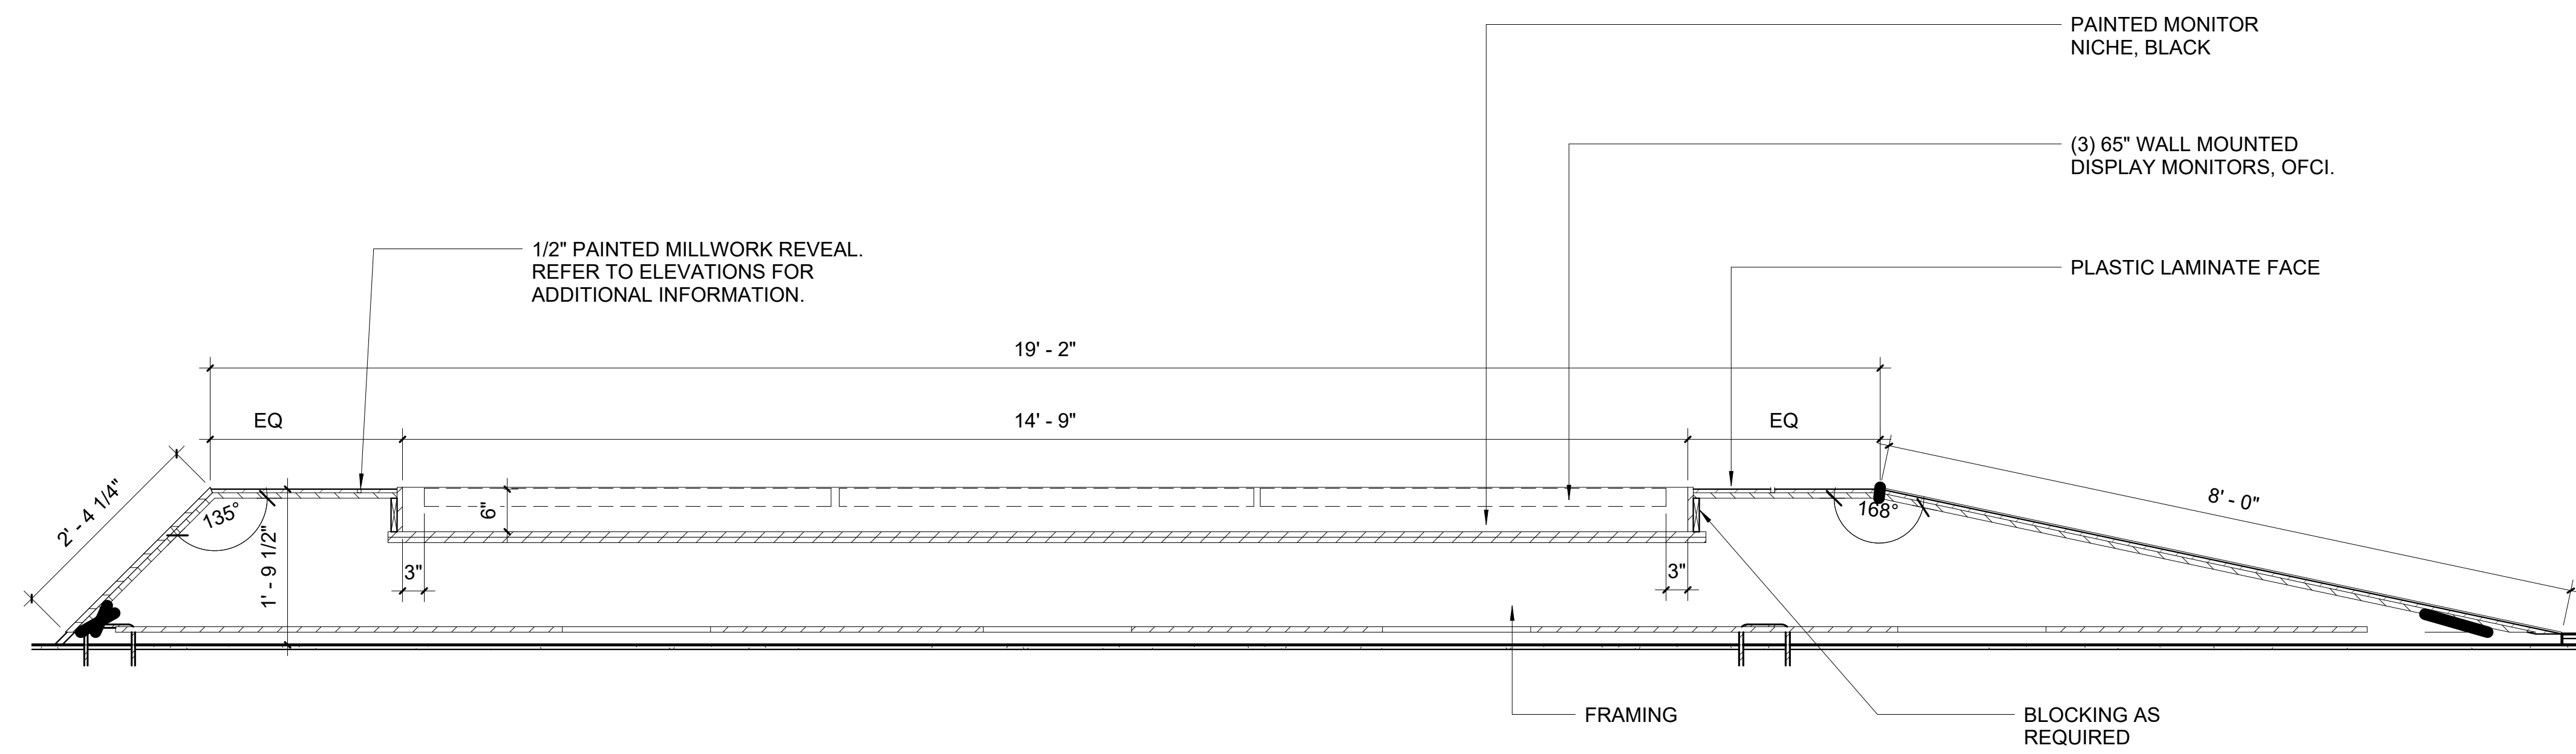 PAINTED MONITOR
NICHE, BLACK
(3) 65" WALL MOUNTED
DISPLAY MONITORS, OFCI.
1/2" PAINTED MILLWORK REVEAL.
REFER TO ELEVATIONS FOR
ADDITIONAL INFORMATION.
PLASTIC LAMINATE FACE
19' - 2"
EQ
14' - 9"
EQ
2' - 4 1/4"
135°
1' - 9 1/2"
6"
168°
8' - 0"
3"
3"
FRAMING
BLOCKING AS
REQUIRED